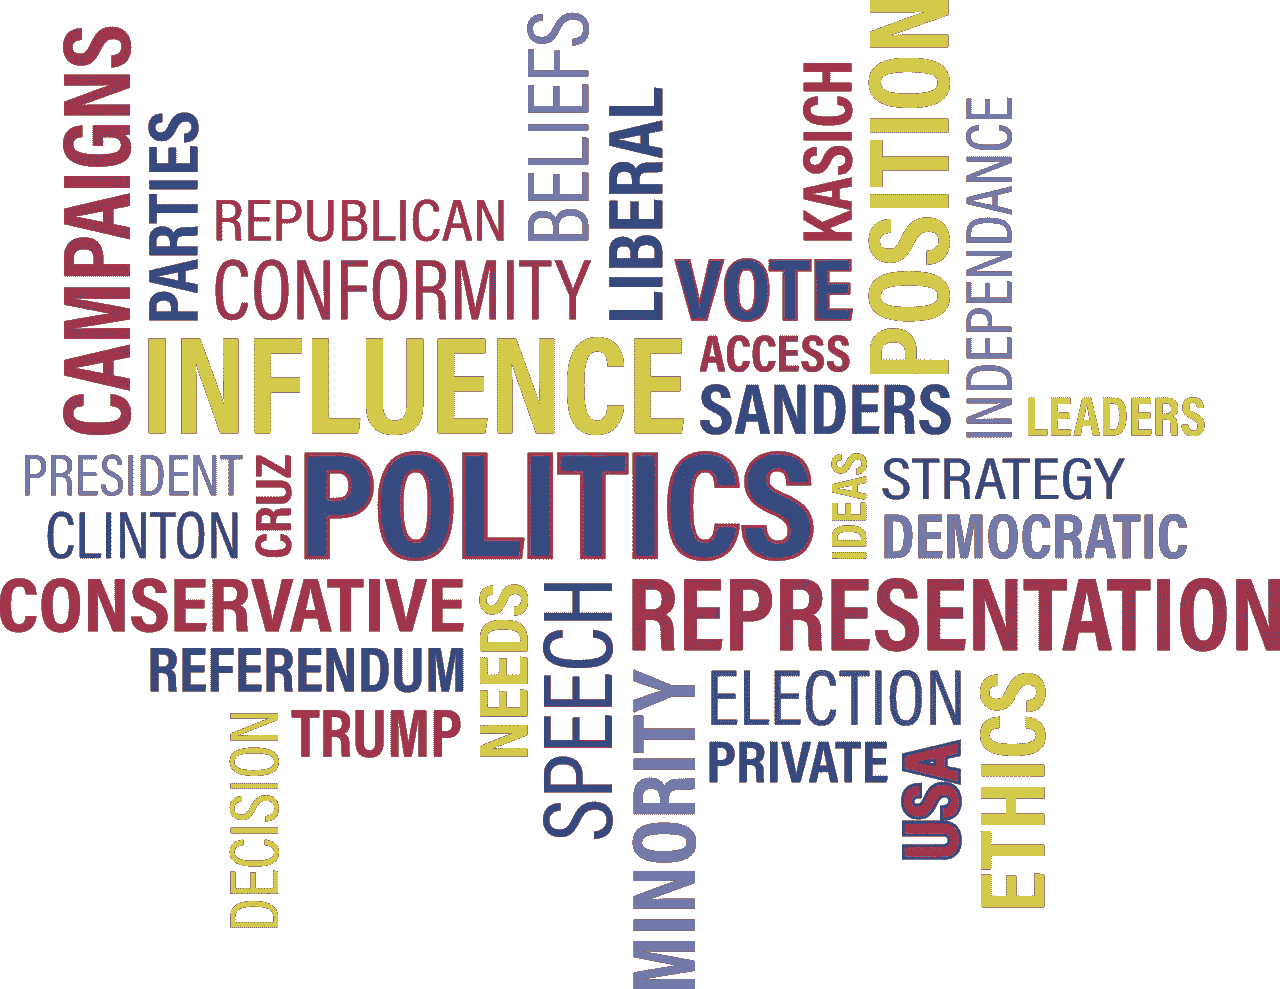 CAMPAIGNS
PARTIES
REPUBLICAN
CONFORMITY
BELIEFS
LIBERAL
KASICH
POSITION
INDEPENDANCE
VOTE
INFLUENCE
ACCESS
SANDERS
LEADERS
PRESIDENT
CLINTON
CRUZ
POLITICS
IDEAS
STRATEGY
DEMOCRATIC
CONSERVATIVE
REFERENDUM
TRUMP
DECISION
NEEDS
SPEECH
REPRESENTATION
MINORITY
ELECTION
PRIVATE
USA
ETHICS